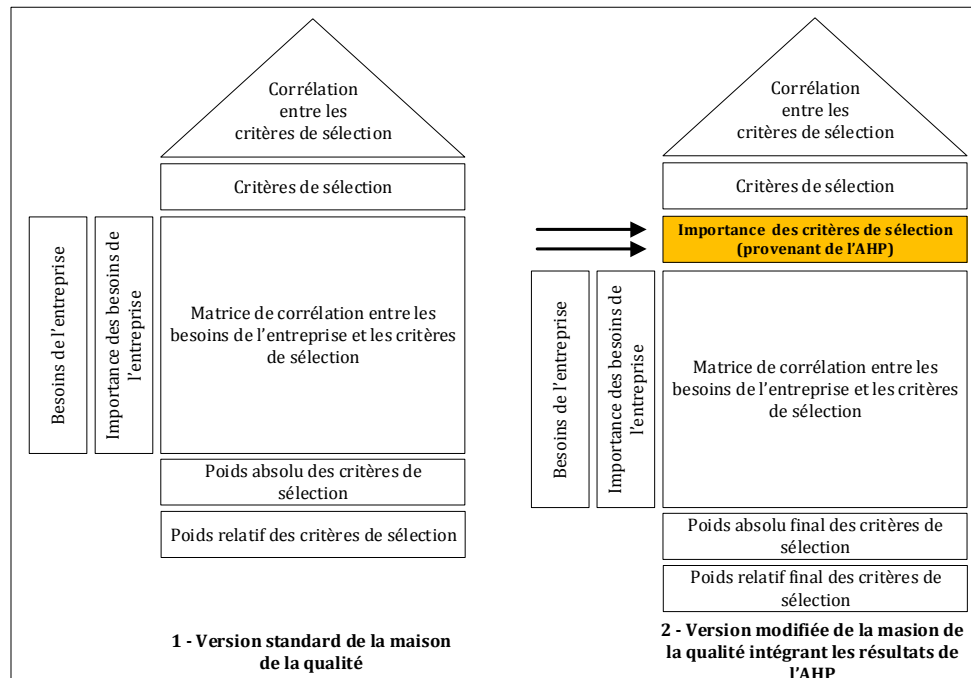 Corrélation
entre les
critères de sélection
Critères de sélection
Besoins de l'entreprise
Importance des besoins de
l'entreprise
Matrice de corrélation entre les
besoins de l'entreprise et les critères
de sélection
Poids absolu des critères de
sélection
Poids relatif des critères de sélection
1 - Version standard de la maison
de la qualité
Corrélation
entre les
critères de sélection
Critères de sélection
Importance des critères de sélection
(provenant de l'AHP)
Besoins de l'entreprise
Importance des besoins de
l'entreprise
Matrice de corrélation entre les
besoins de l'entreprise et les critères
de sélection
Poids absolu final des critères de
sélection
Poids relatif final des critères de
sélection
2 - Version modifiée de la masion de
la qualité intégrant les résultats de
l'AHP